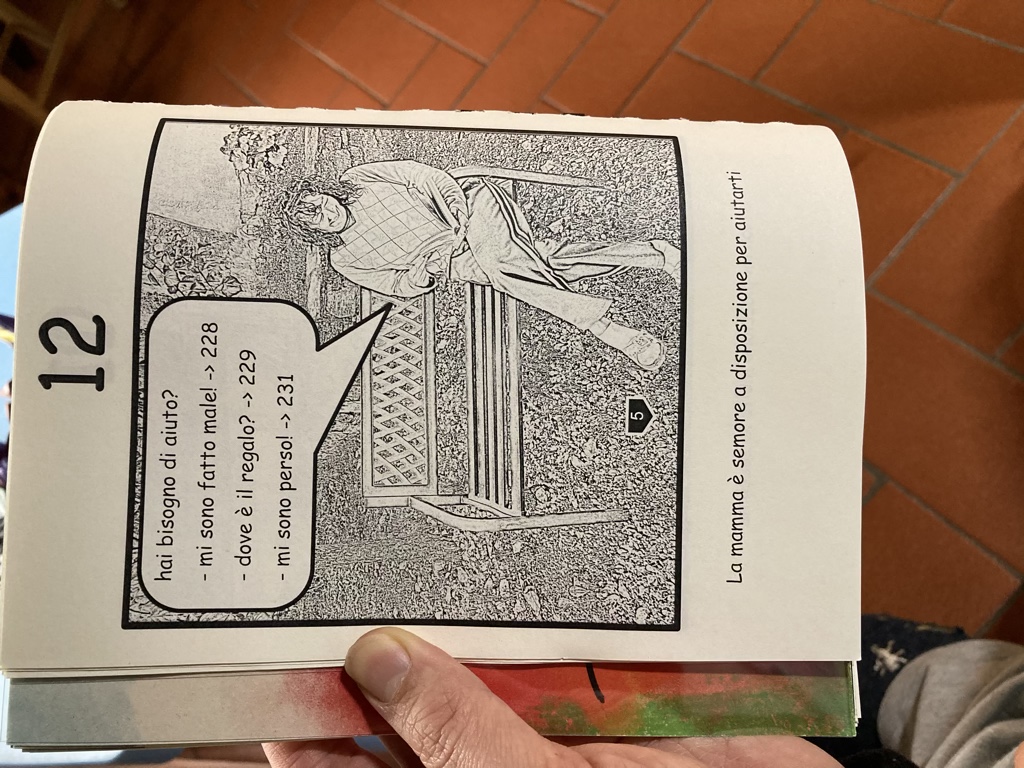 12
hai bisogno di aiuto?
- mi sono fatto male! -> 228
- dove è il regalo? -> 229
- mi sono perso! -> 231
5
La mamma è semore a disposizione per aiutarti